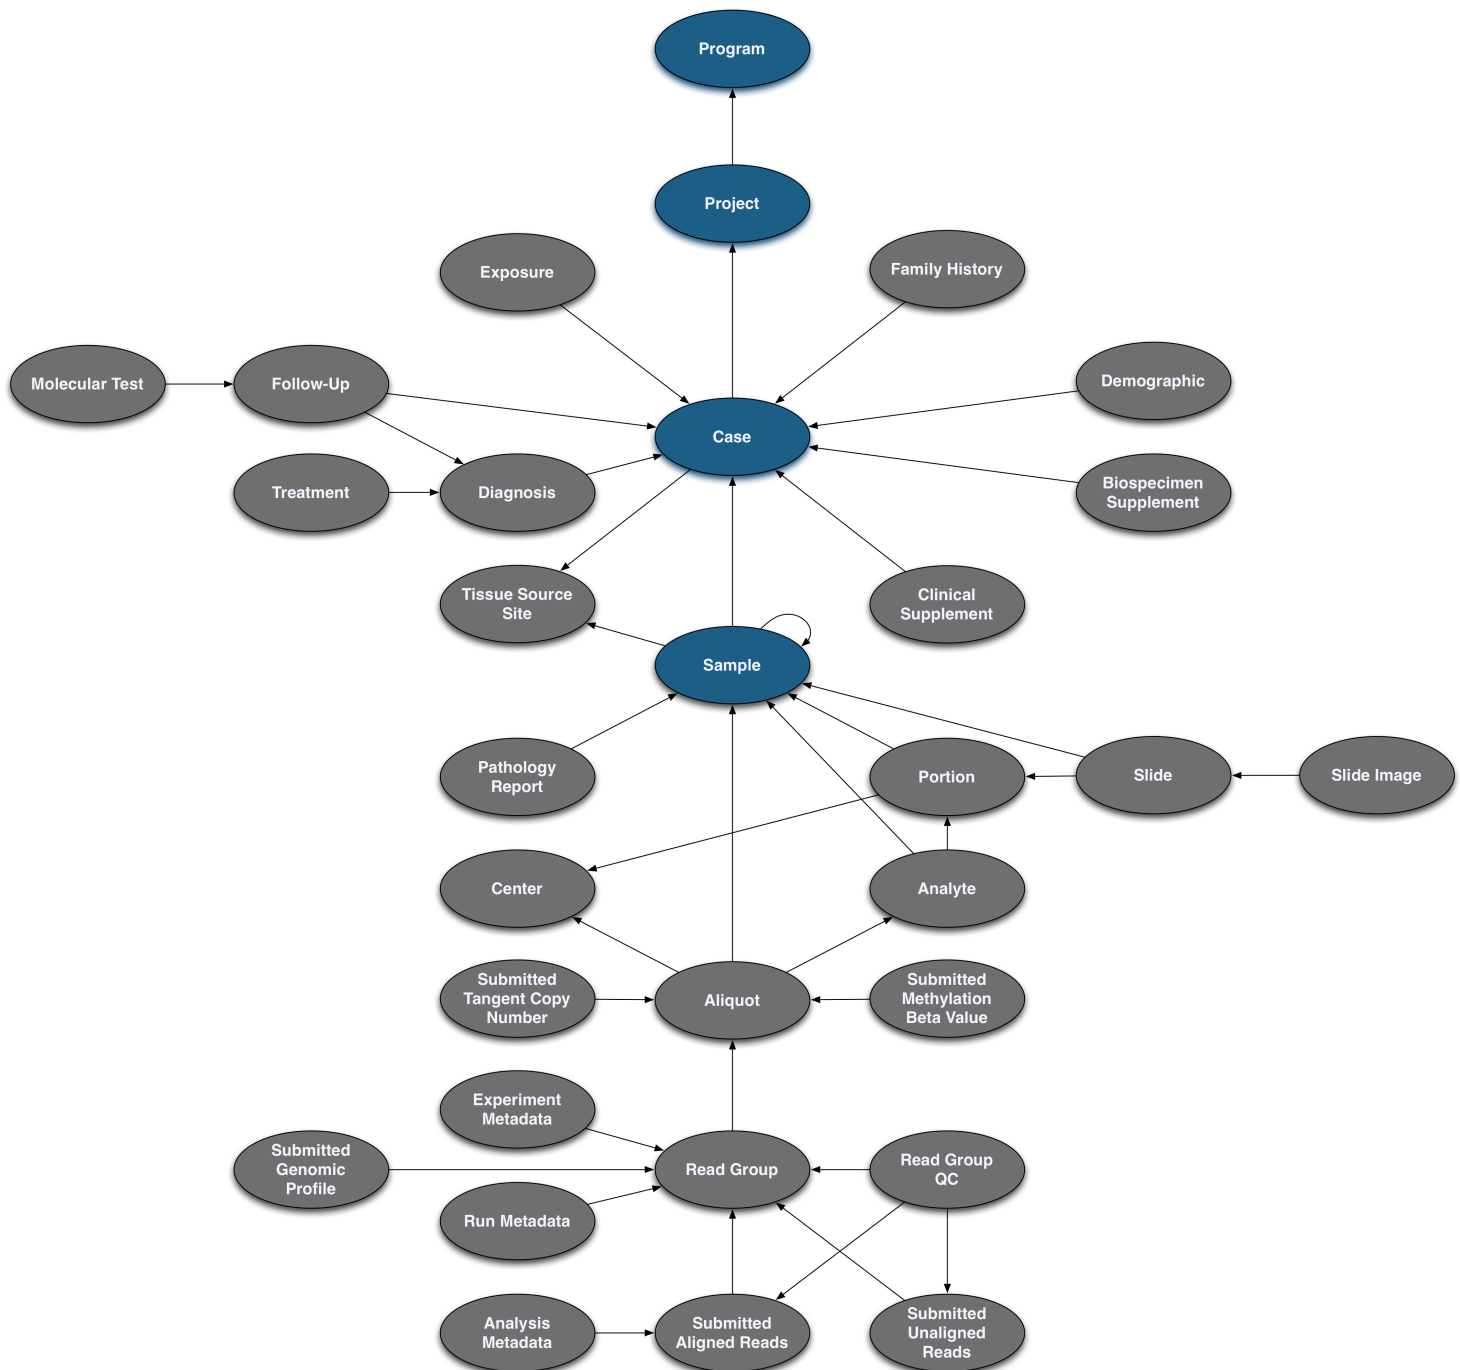 Program
Project
Exposure
Family History
Molecular Test
Follow-Up
Demographic
Case
Treatment
Diagnosis
Biospecimen
Supplement
Tissue Source
Site
Clinical
Supplement
Sample
Pathology
Report
Portion
Slide
Slide Image
Center
Analyte
Submitted
Tangent Copy
Number
Aliquot
Submitted
Methylation
Beta Value
Experiment
Metadata
Submitted
Genomic
Profile
Read Group
Read Group
QC
Run Metadata
Analysis
Metadata
Submitted
Aligned Reads
Submitted
Unaligned
Reads